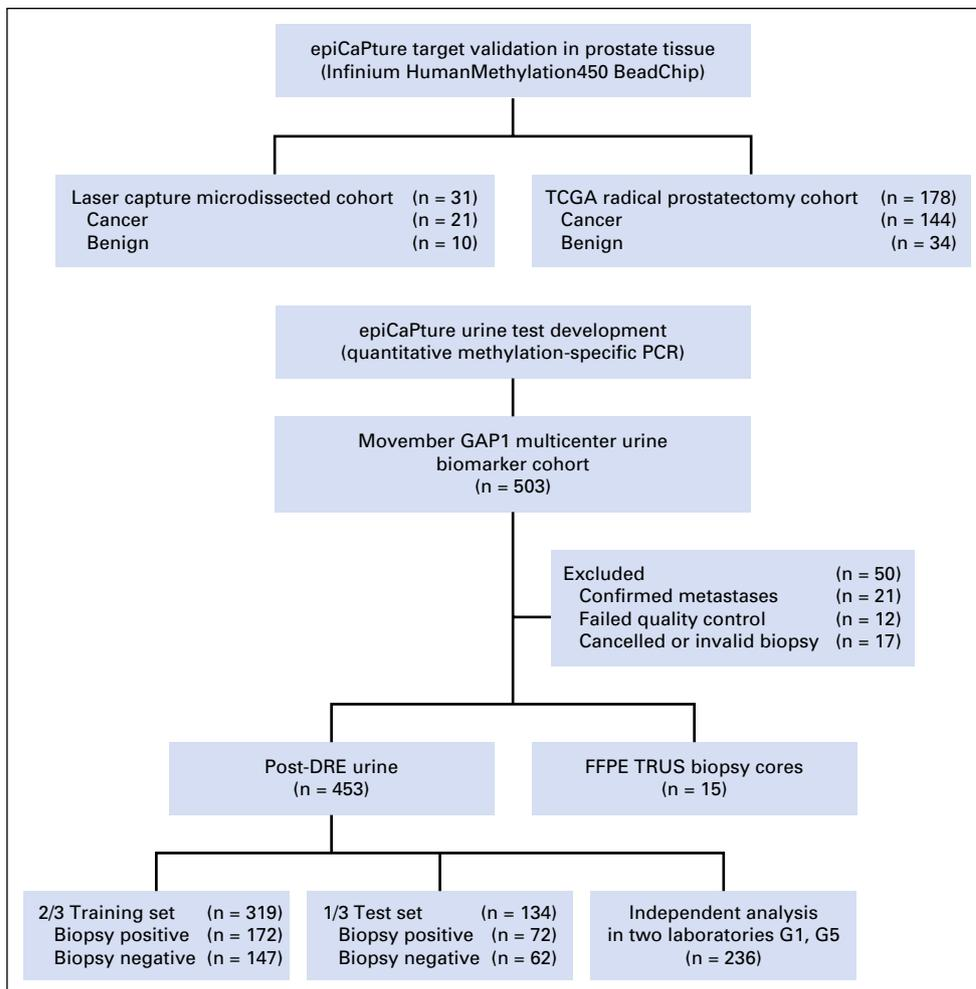 epiCaPture target validation in prostate tissue
(Infinium HumanMethylation450 BeadChip)
Laser capture microdissected cohort (n = 31)
Cancer (n = 21)
Benign (n = 10)
TCGA radical prostatectomy cohort (n = 178)
Cancer (n = 144)
Benign (n = 34)
epiCaPture urine test development
(quantitative methylation-specific PCR)
Movember GAP1 multicenter urine
biomarker cohort
(n = 503)
Excluded (n = 50)
Confirmed metastases (n = 21)
Failed quality control (n = 12)
Cancelled or invalid biopsy (n = 17)
Post-DRE urine
(n = 453)
FFPE TRUS biopsy cores
(n = 15)
2/3 Training set (n = 319)
Biopsy positive (n = 172)
Biopsy negative (n = 147)
1/3 Test set (n = 134)
Biopsy positive (n = 72)
Biopsy negative (n = 62)
Independent analysis
in two laboratories G1, G5
(n = 236)